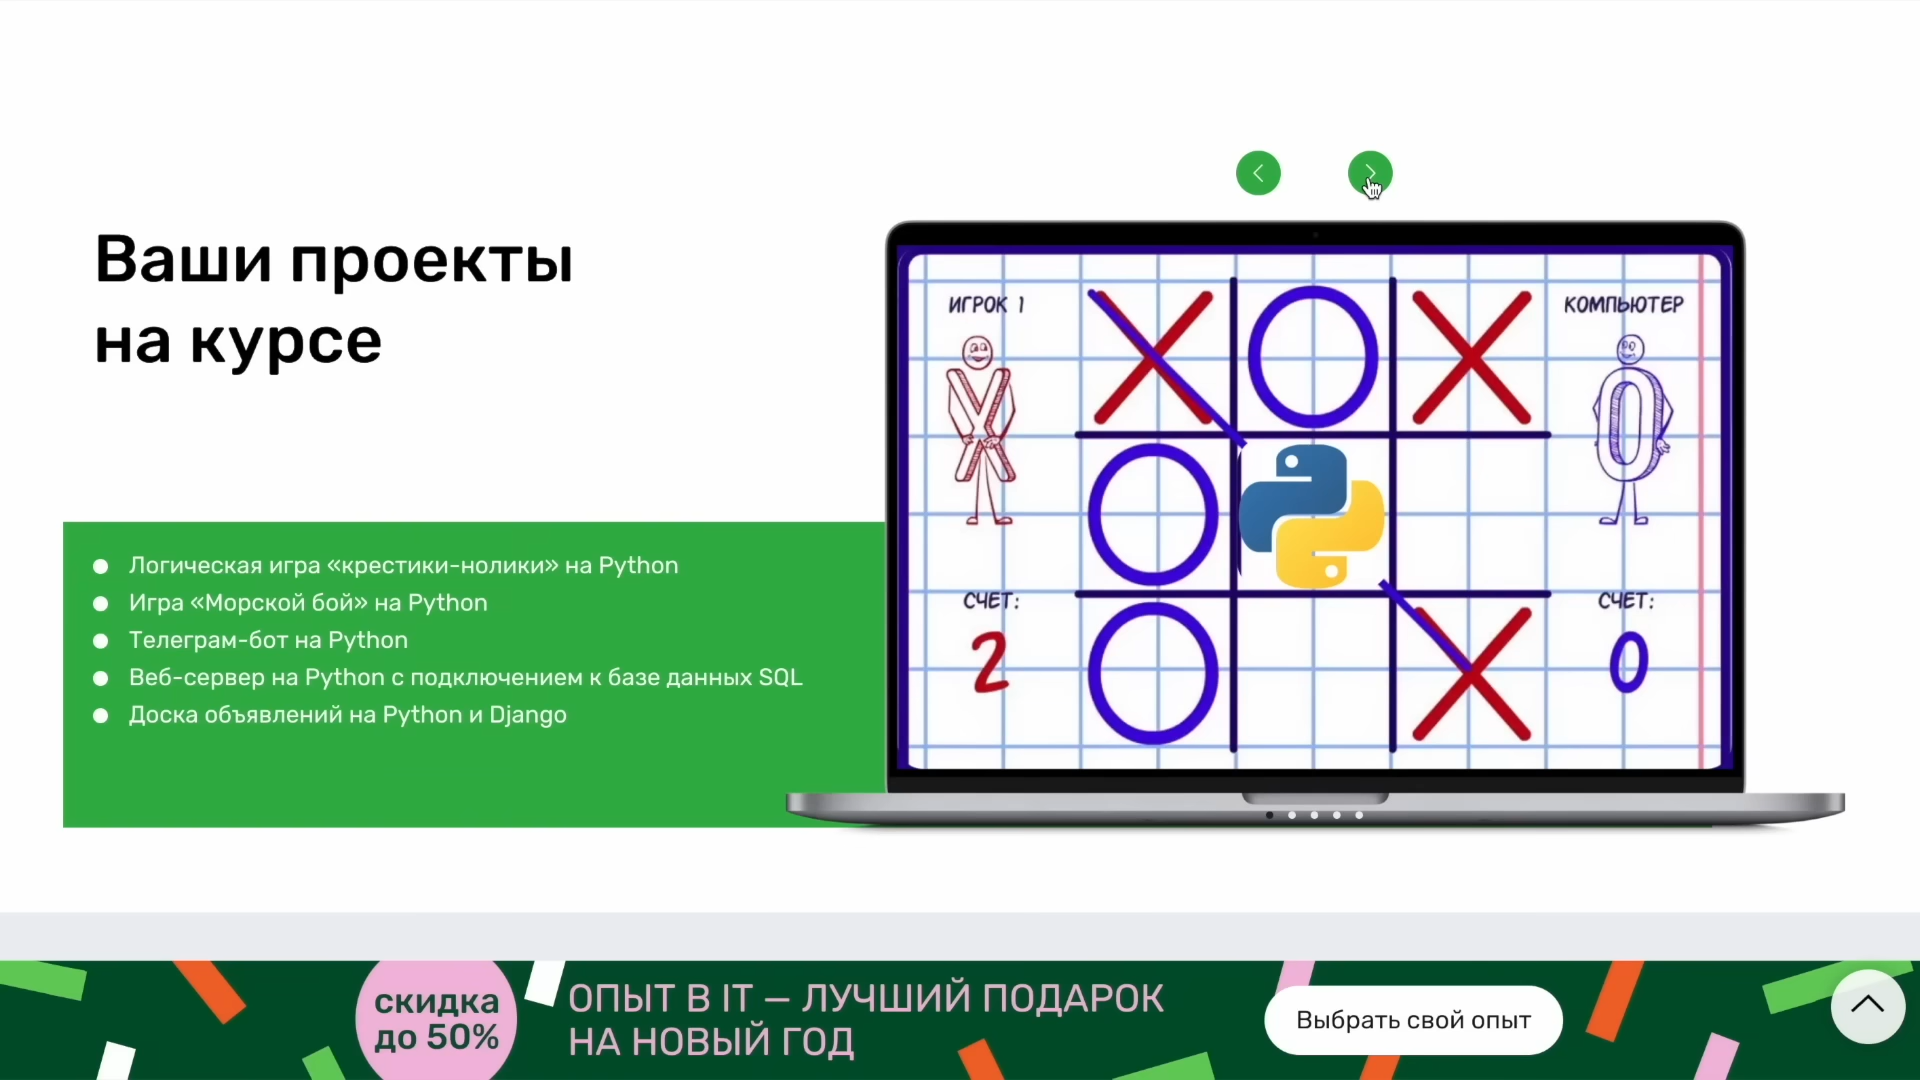 Ваши проекты
на курсе
Логическая игра «крестики-нолики» на Python
Игра «Морской бой» на Python
Телеграм-бот на Python
Веб-сервер на Python с подключением к базе данных SQL
Доска объявлений на Python и Django
ИГРОК 1
КОМПЬЮТЕР
СЧЕТ:
2
СЧЕТ:
0
скидка
до 50%
ОПЫТ В IT — ЛУЧШИЙ ПОДАРОК
НА НОВЫЙ ГОД
Выбрать свой опыт